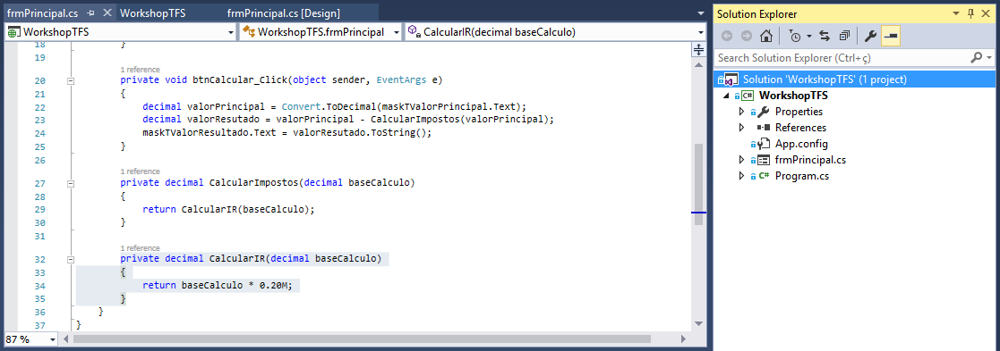 frmPrincipal.cs
WorkshopTFS
frmPrincipal.cs [Design]
WorkshopTFS
WorkshopTFS.frmPrincipal
CalcularIR(decimal baseCalculo)
18 }
19
1 reference
20 private void btnCalcular_Click(object sender, EventArgs e)
21 {
22 decimal valorPrincipal = Convert.ToDecimal(maskTValorPrincipal.Text);
23 decimal valorResutado = valorPrincipal - CalcularImpostos(valorPrincipal);
24 maskTValorResultado.Text = valorResutado.ToString();
25 }
26
1 reference
27 private decimal CalcularImpostos(decimal baseCalculo)
28 {
29 return CalcularIR(baseCalculo);
30 }
31
1 reference
32 private decimal CalcularIR(decimal baseCalculo)
33 {
34 return baseCalculo * 0.20M;
35 }
36 }
37 }
87 %
Solution Explorer
Search Solution Explorer (Ctrl+ç)
Solution 'WorkshopTFS' (1 project)
C# WorkshopTFS
Properties
References
App.config
frmPrincipal.cs
C# Program.cs